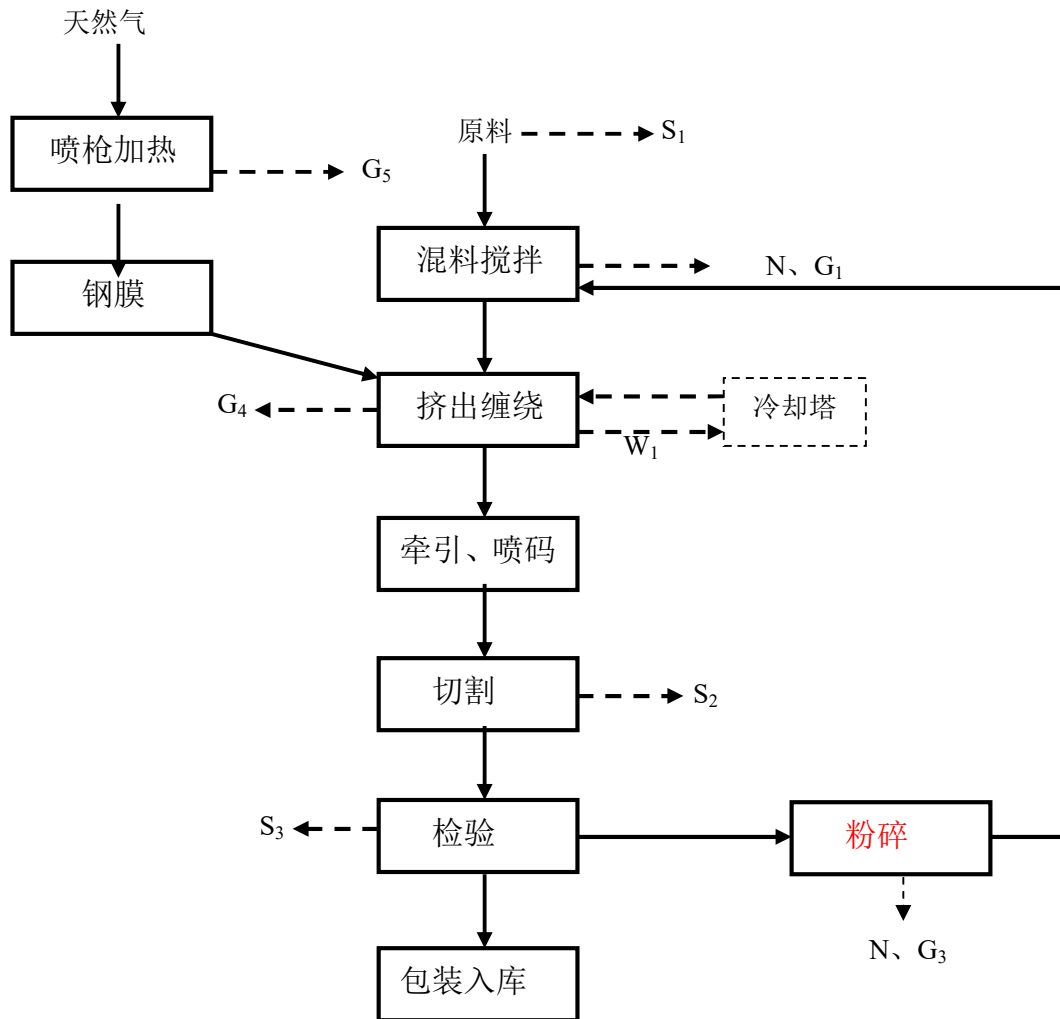 天然气
喷枪加热
G₅
原料
S₁
钢膜
混料搅拌
N、G₁
G₄
挤出缠绕
W₁
冷却塔
牵引、喷码
切割
S₂
S₃
检验
粉碎
N、G₃
包装入库